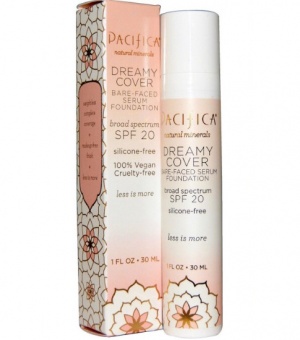 PACIFICA
natural minerals
DREAMY
COVER
BARE-FACED
SERUM
FOUNDATION
broad spectrum
SPF 20
silicone-free
100% Vegan
Cruelty-free
less is more
1 FL OZ • 30 ML
PACIFICA
natural minerals
DREAMY
COVER
BARE-FACED SERUM
FOUNDATION
broad spectrum
SPF 20
silicone-free
less is more
1 FL OZ • 30 ML